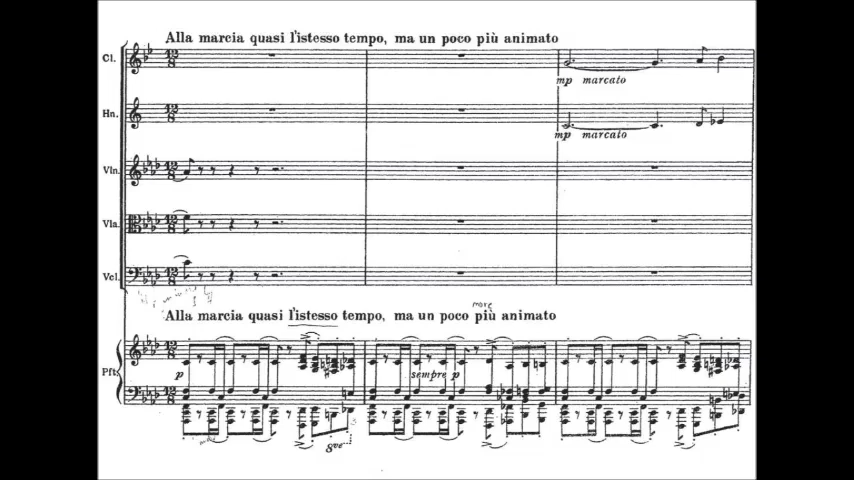 Alla marcia quasi l'istesso tempo, ma un poco più animato
Cl.
mp marcato
Hn.
mp marcato
Vln.
Vla.
Vcl.
more
Alla marcia quasi l'istesso tempo, ma un poco più animato
Pft.
p
sempre p
8ve